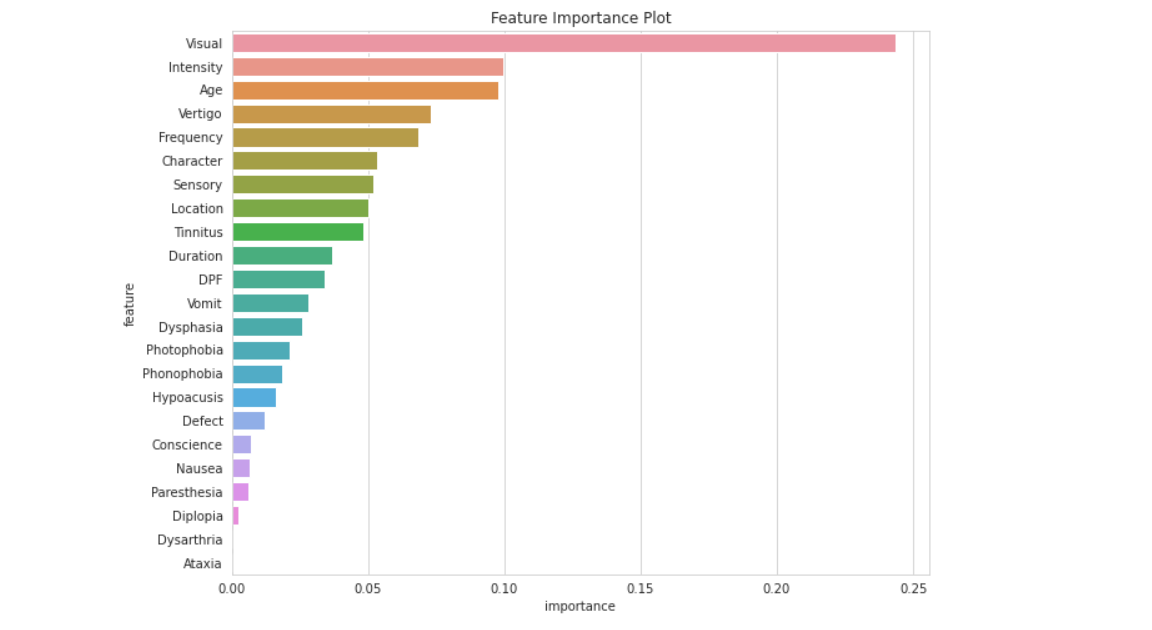 Feature Importance Plot
Visual
Intensity
Age
Vertigo
Frequency
Character
Sensory
Location
Tinnitus
Duration
DPF
Vomit
Dysphasia
Photophobia
Phonophobia
Hypoacusis
Defect
Conscience
Nausea
Paresthesia
Diplopia
Dysarthria
Ataxia
feature
0.00 0.05 0.10 0.15 0.20 0.25
importance